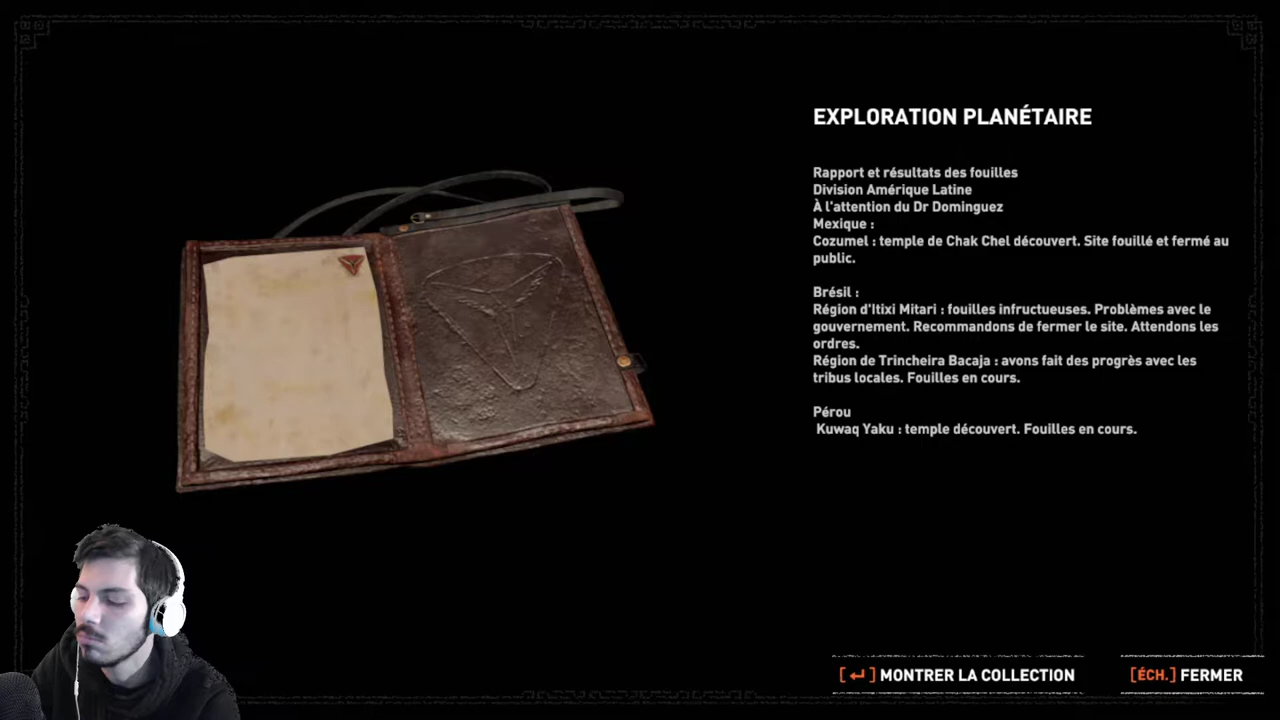 EXPLORATION PLANÉTAIRE
Rapport et résultats des fouilles
Division Amérique Latine
À l'attention du Dr Dominguez
Mexique :
Cozumel : temple de Chak Chel découvert. Site fouillé et fermé au
public.
Brésil :
Région d'Itixi Mitari : fouilles infructueuses. Problèmes avec le
gouvernement. Recommandons de fermer le site. Attendons les
ordres.
Région de Trincheira Bacaja : avons fait des progrès avec les
tribus locales. Fouilles en cours.
Pérou
Kuwaq Yaku : temple découvert. Fouilles en cours.
[↵] MONTRER LA COLLECTION
[ÉCH.] FERMER